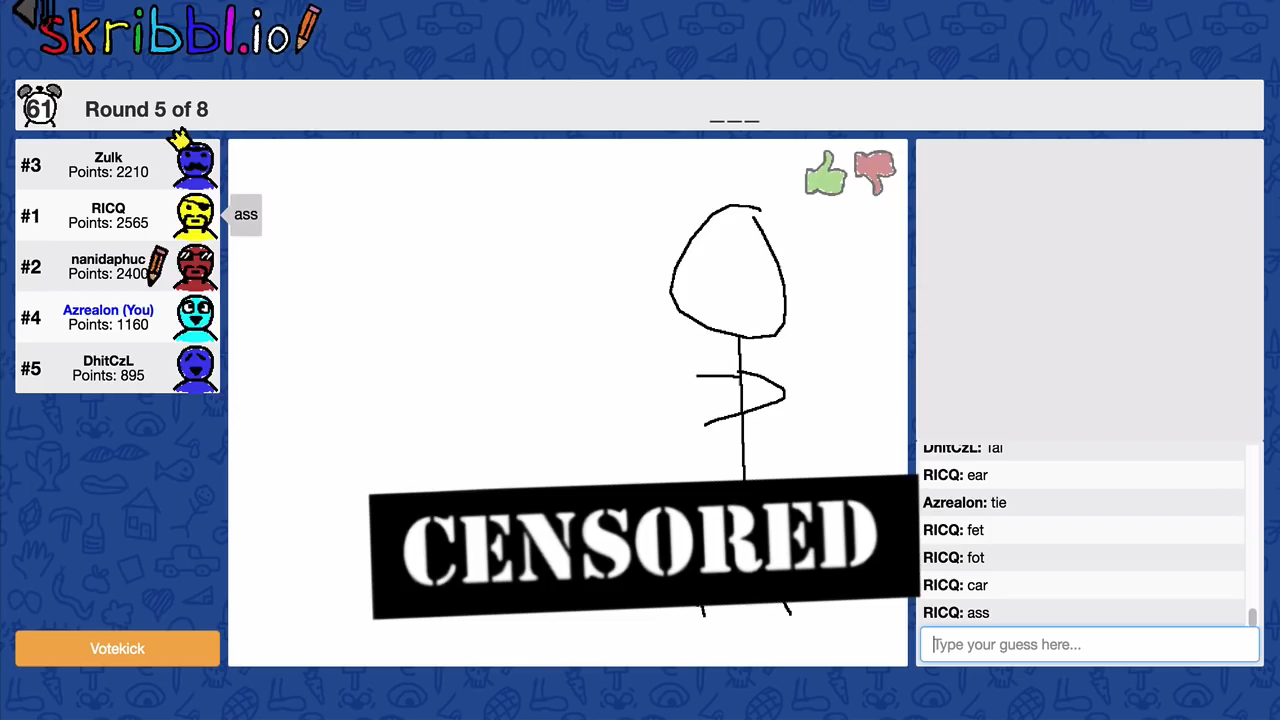 skribbl.io
61
Round 5 of 8
_ _ _
#3
Zulk
Points: 2210
#1
RICQ
Points: 2565
ass
#2
nanidaphuc
Points: 2400
#4
Azrealon (You)
Points: 1160
#5
DhitCzL
Points: 895
Votekick
CENSORED
DhitCzL:
RICQ: ear
Azrealon: tie
RICQ: fet
RICQ: fot
RICQ: car
RICQ: ass
Type your guess here...